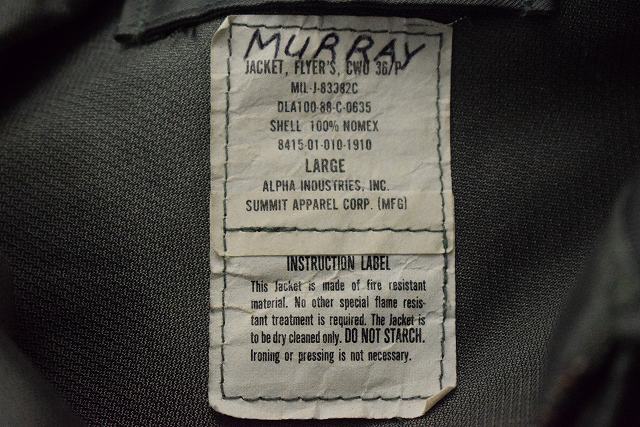 MURRAY
JACKET, FLYER'S, CWU 36/P
MIL-J-83382C
DLA100-88-C-0635
SHELL 100% NOMEX
8415-01-010-1910
LARGE
ALPHA INDUSTRIES, INC.
SUMMIT APPAREL CORP. (MFG)
INSTRUCTION LABEL
This Jacket is made of fire resistant
material. No other special flame resis-
tant treatment is required. The Jacket is
to be dry cleaned only. DO NOT STARCH.
Ironing or pressing is not necessary.